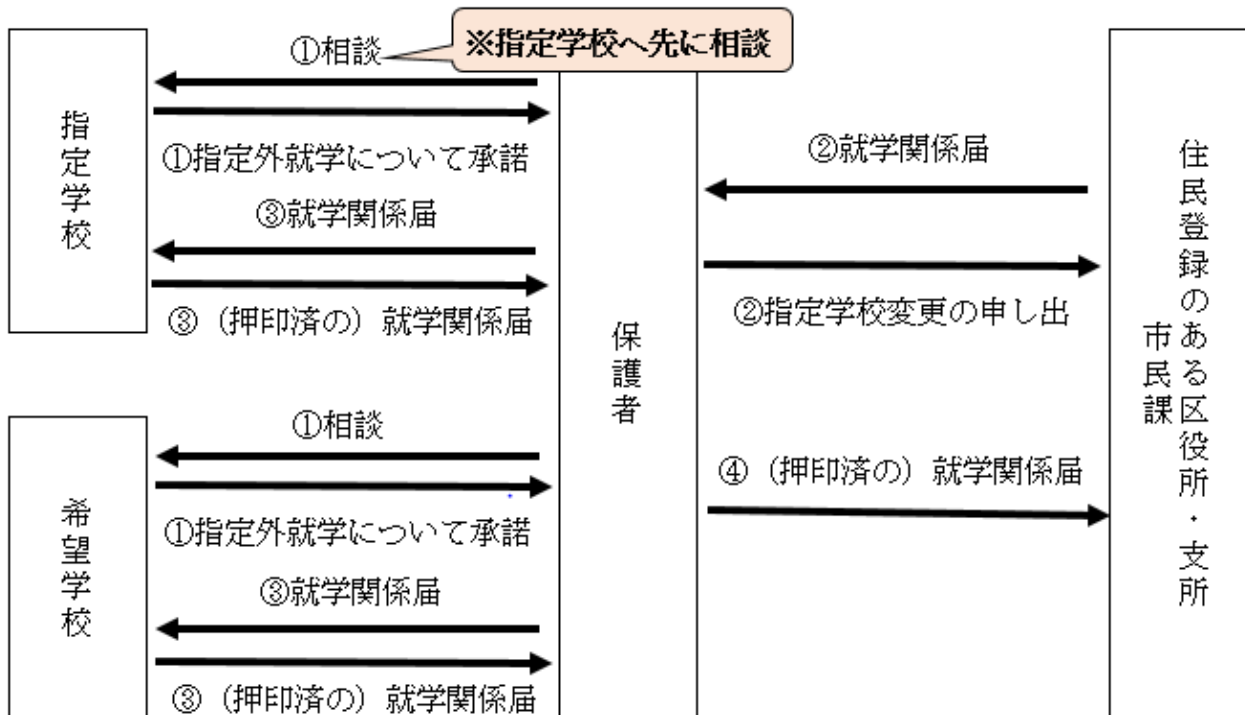 ※指定学校へ先に相談
①相談
指定学校
①指定外就学について承諾
③就学関係届
③（押印済の）就学関係届
希望学校
①相談
①指定外就学について承諾
③就学関係届
③（押印済の）就学関係届
保護者
②就学関係届
②指定学校変更の申し出
④（押印済の）就学関係届
住民登録のある区役所・支所
市民課